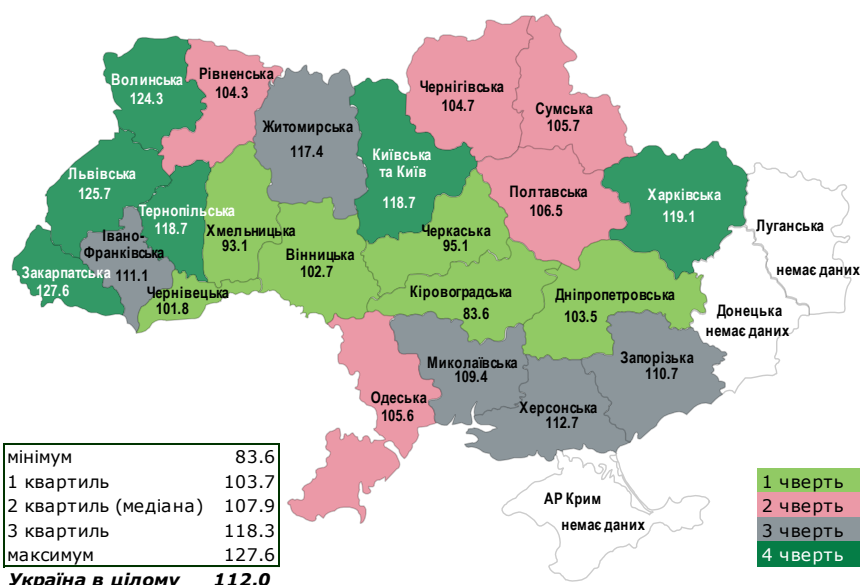 Волинська
124.3
Рівненська
104.3
Житомирська
117.4
Київська
та Київ
118.7
Чернігівська
104.7
Сумська
105.7
Львівська
125.7
Тернопільська
118.7
Хмельницька
93.1
Івано-
Франківська
111.1
Закарпатська
127.6
Чернівецька
101.8
Вінницька
102.7
Черкаська
95.1
Полтавська
106.5
Харківська
119.1
Луганська
немає даних
Донецька
немає даних
Кіровоградська
83.6
Дніпропетровська
103.5
Миколаївська
109.4
Запорізька
110.7
Одеська
105.6
Херсонська
112.7
АР Крим
немає даних
мінімум 83.6
1 квартиль 103.7
2 квартиль (медіана) 107.9
3 квартиль 118.3
максимум 127.6
Україна в цілому 112.0
1 чверть
2 чверть
3 чверть
4 чверть